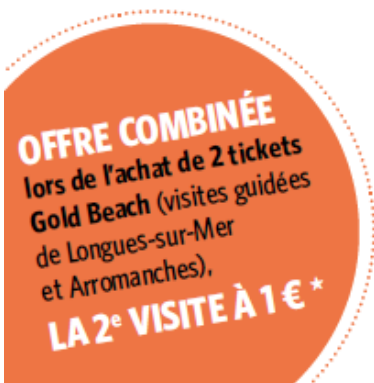 OFFRE COMBINÉE
lors de l'achat de 2 tickets
Gold Beach (visites guidées
de Longues-sur-Mer
et Arromanches),
LA 2e VISITE À 1 € *